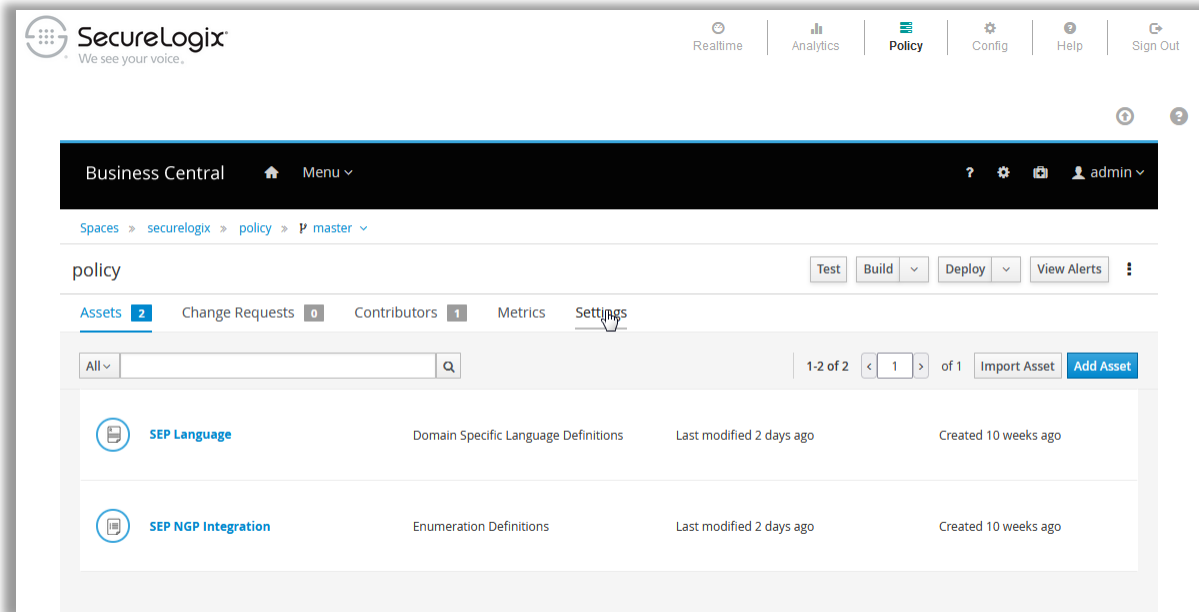 SecureLogix
We see your voice.
Realtime
Analytics
Policy
Config
Help
Sign Out
Business Central
Menu
?
admin
Spaces » securelogix » policy » master
policy
Test
Build
Deploy
View Alerts
Assets 2
Change Requests 0
Contributors 1
Metrics
Settings
All
1-2 of 2
< 1 > of 1
Import Asset
Add Asset
SEP Language
Domain Specific Language Definitions
Last modified 2 days ago
Created 10 weeks ago
SEP NGP Integration
Enumeration Definitions
Last modified 2 days ago
Created 10 weeks ago